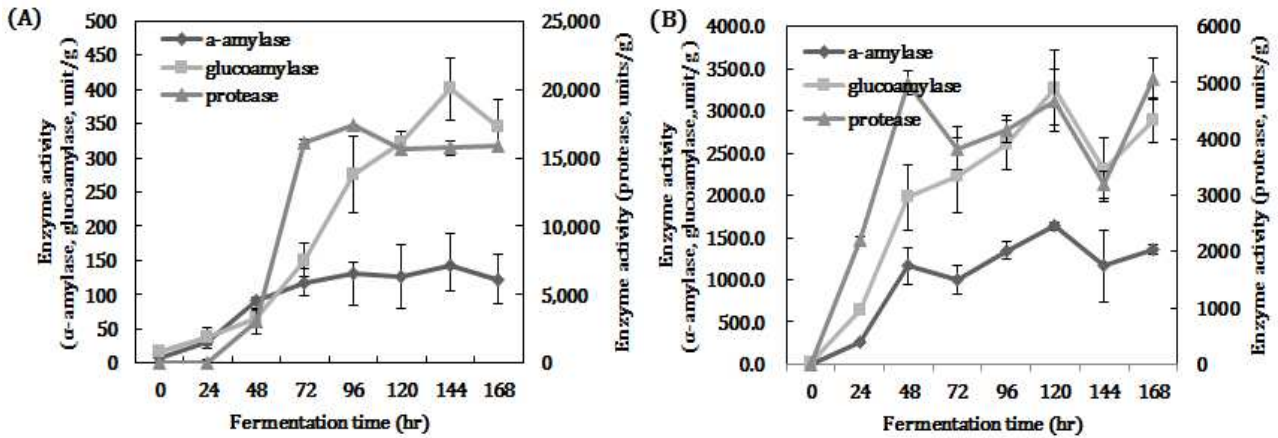 (A)
500
450
400
350
300
250
200
150
100
50
0
Enzyme activity
(α-amylase, glucoamylase, unit/g)
a-amylase
glucoamylase
protease
25,000
20,000
15,000
10,000
5,000
0
Enzyme activity (protease, units/g)
0 24 48 72 96 120 144 168
Fermentation time (hr)
(B)
4000.0
3500.0
3000.0
2500.0
2000.0
1500.0
1000.0
500.0
0.0
Enzyme activity
(α-amylase, glucoamylase,,unit/g)
a-amylase
glucoamylase
protease
6000
5000
4000
3000
2000
1000
0
Enzyme activity (protease, units/g)
0 24 48 72 96 120 144 168
Fermentation time (hr)